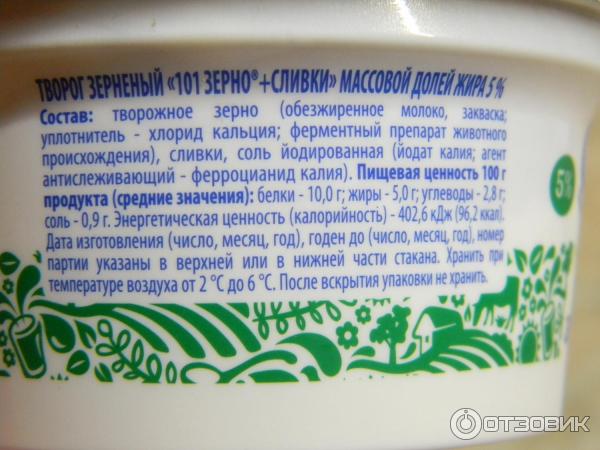 ТВОРОГ ЗЕРНЕНЫЙ «101 ЗЕРНО®+СЛИВКИ» МАССОВОЙ ДОЛЕЙ ЖИРА 5 %
Состав: творожное зерно (обезжиренное молоко, закваска;
уплотнитель - хлорид кальция; ферментный препарат животного
происхождения), сливки, соль йодированная (йодат калия; агент
антислеживающий - ферроцианид калия). Пищевая ценность 100 г
продукта (средние значения): белки - 10,0 г; жиры - 5,0 г; углеводы - 2,8 г;
соль - 0,9 г. Энергетическая ценность (калорийность) - 402,6 кДж (96,2 ккал).
Дата изготовления (число, месяц, год), годен до (число, месяц, год), номер
партии указаны в верхней или в нижней части стакана. Хранить при
температуре воздуха от 2 °C до 6 °C. После вскрытия упаковки не хранить.
5%
ОТЗОВИК